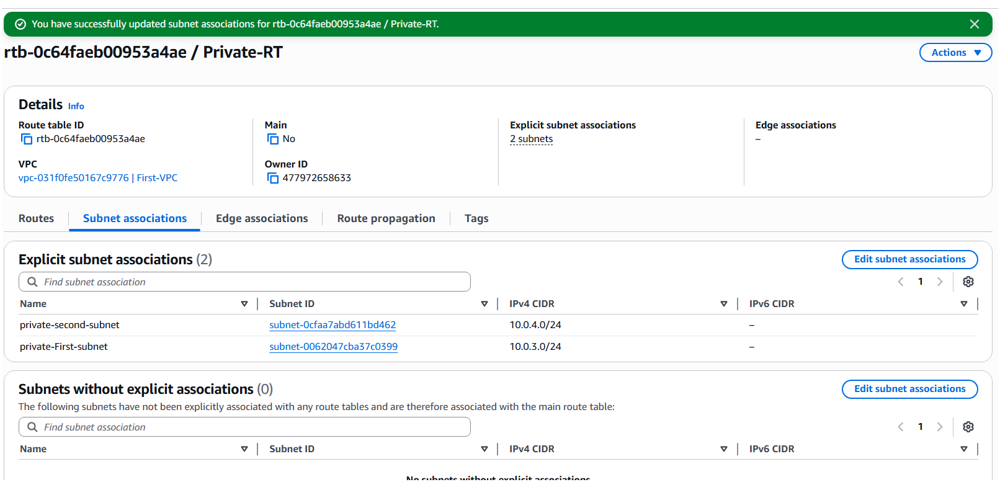 You have successfully updated subnet associations for rtb-0c64faeb00953a4ae / Private-RT.
rtb-0c64faeb00953a4ae / Private-RT
Actions
Details Info
Route table ID
rtb-0c64faeb00953a4ae
Main
No
Explicit subnet associations
2 subnets
Edge associations
–
VPC
vpc-031f0fe50167c9776 | First-VPC
Owner ID
477972658633
Routes Subnet associations Edge associations Route propagation Tags
Explicit subnet associations (2)
Edit subnet associations
Find subnet association
1
Name Subnet ID IPv4 CIDR IPv6 CIDR
private-second-subnet subnet-0cfaa7abd611bd462 10.0.4.0/24 –
private-First-subnet subnet-0062047cba37c0399 10.0.3.0/24 –
Subnets without explicit associations (0)
Edit subnet associations
The following subnets have not been explicitly associated with any route tables and are therefore associated with the main route table:
Find subnet association
1
Name Subnet ID IPv4 CIDR IPv6 CIDR
No subnets without explicit associations